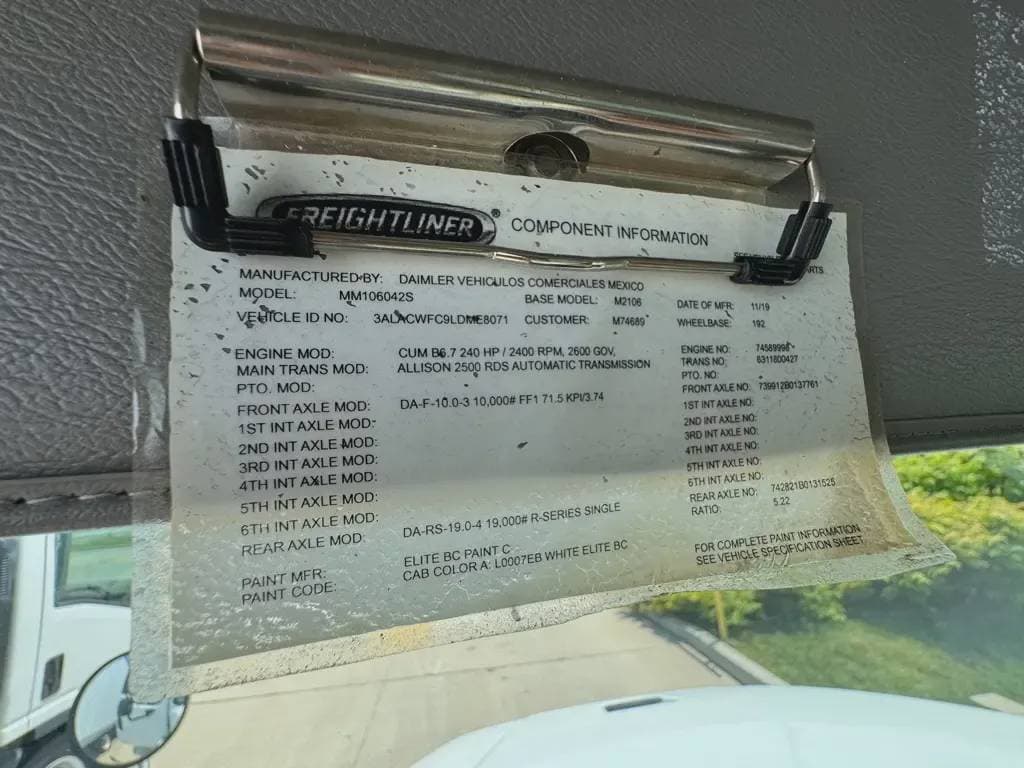 FREIGHTLINER® COMPONENT INFORMATION
MANUFACTURED BY: DAIMLER VEHICULOS COMERCIALES MEXICO
MODEL: MM106042S BASE MODEL: M2106 DATE OF MFR: 11/19
VEHICLE ID NO: 3ALACWFC9LDME8071 CUSTOMER: M74689 WHEELBASE: 192
ENGINE MOD: CUM B6.7 240 HP / 2400 RPM, 2600 GOV, ENGINE NO: 74589998
MAIN TRANS MOD: ALLISON 2500 RDS AUTOMATIC TRANSMISSION TRANS NO: 6311800427
PTO. MOD: PTO. NO:
FRONT AXLE MOD: DA-F-10.0-3 10,000# FF1 71.5 KPI/3.74 FRONT AXLE NO: 739912B0137761
1ST INT AXLE MOD: 1ST INT AXLE NO:
2ND INT AXLE MOD: 2ND INT AXLE NO:
3RD INT AXLE MOD: 3RD INT AXLE NO:
4TH INT AXLE MOD: 4TH INT AXLE NO:
5TH INT AXLE MOD: 5TH INT AXLE NO:
6TH INT AXLE MOD: 6TH INT AXLE NO:
REAR AXLE MOD: DA-RS-19.0-4 19,000# R-SERIES SINGLE REAR AXLE NO: 742821B0131525
RATIO: 5.22
PAINT MFR: ELITE BC PAINT C FOR COMPLETE PAINT INFORMATION
PAINT CODE: CAB COLOR A: L0007EB WHITE ELITE BC SEE VEHICLE SPECIFICATION SHEET